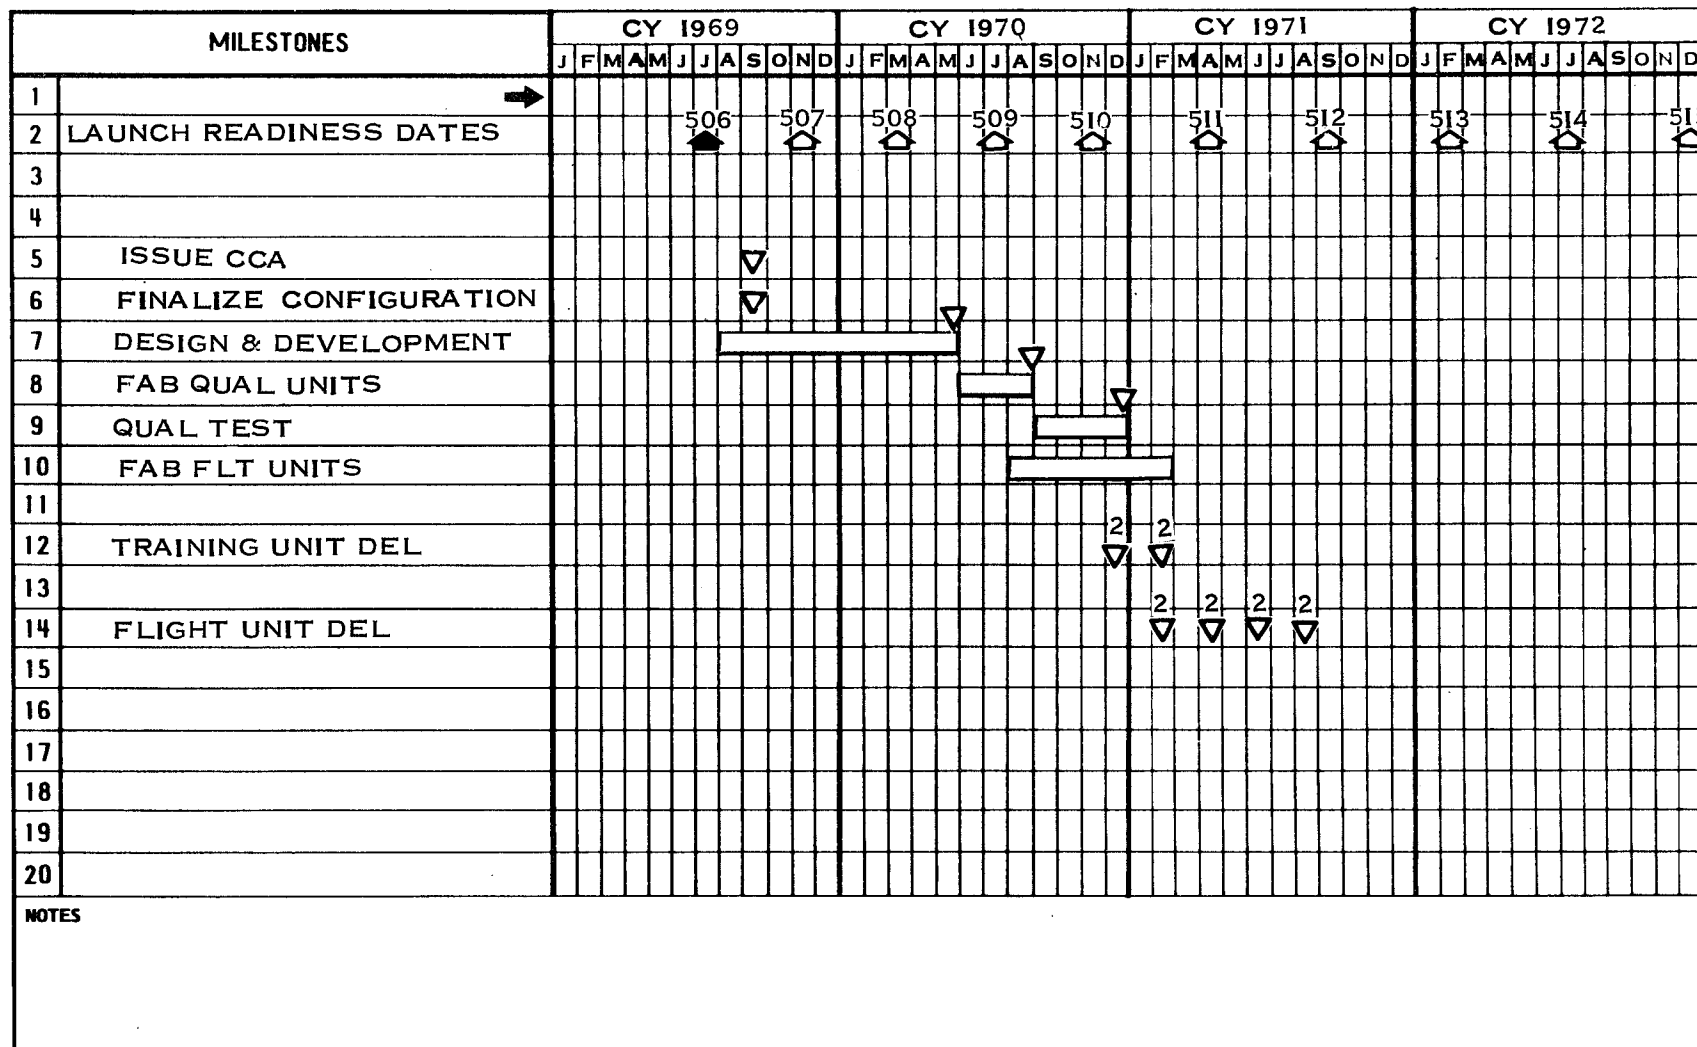 MILESTONES
CY 1969 CY 1970 CY 1971 CY 1972
J F M A M J J A S O N D J F M A M J J A S O N D J F M A M J J A S O N D J F M A M J J A S O N D
1
506 507 508 509 510 511 512 513 514
2 LAUNCH READINESS DATES
3
4
5 ISSUE CCA
6 FINALIZE CONFIGURATION
7 DESIGN & DEVELOPMENT
8 FAB QUAL UNITS
9 QUAL TEST
10 FAB FLT UNITS
11
2 2
12 TRAINING UNIT DEL
13
2 2 2 2
14 FLIGHT UNIT DEL
15
16
17
18
19
20
NOTES